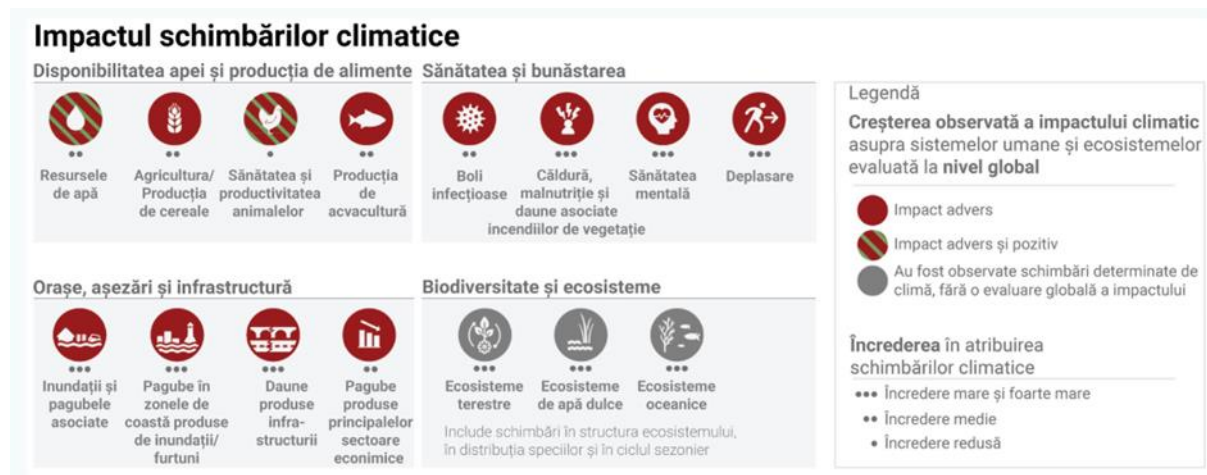 Impactul schimbărilor climatice
Disponibilitatea apei și producția de alimente
Resursele
de apă
Agricultura/
Producția
de cereale
Sănătatea și
productivitatea
animalelor
Producția
de
acvacultură
Sănătatea și bunăstarea
Boli
infecțioase
Căldură,
malnutriție și
daune asociate
incendiilor de vegetație
Sănătatea
mentală
Deplasare
Orașe, așezări și infrastructură
Inundații și
pagubele
asociate
Pagube în
zonele de
coastă produse
de inundații/
furtuni
Daune
produse
infra-
structurii
Pagube
produse
principalelor
sectoare
econimice
Biodiversitate și ecosisteme
Ecosisteme
terestre
Ecosisteme
de apă dulce
Ecosisteme
oceanice
Include schimbări în structura ecosistemului,
în distribuția speciilor și în ciclul sezonier
Legendă
Creșterea observată a impactului climatic
asupra sistemelor umane și ecosistemelor
evaluată la nivel global
Impact advers
Impact advers și pozitiv
Au fost observate schimbări determinate de
climă, fără o evaluare globală a impactului
Încrederea în atribuirea
schimbărilor climatice
••• Încredere mare și foarte mare
•• Încredere medie
• Încredere redusă